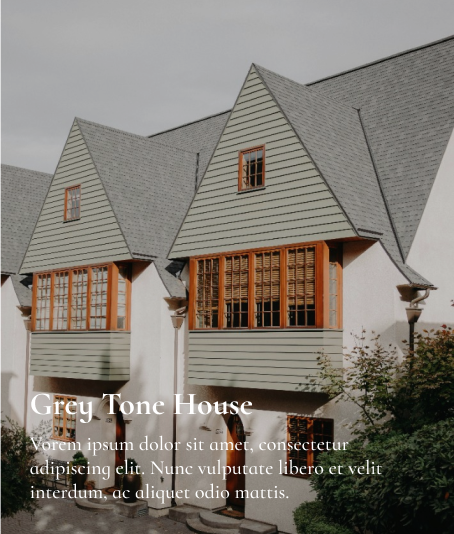 Grey Tone House
Vorem ipsum dolor sit amet, consectetur
adipiscing elit. Nunc vulputate libero et velit
interdum, ac aliquet odio mattis.